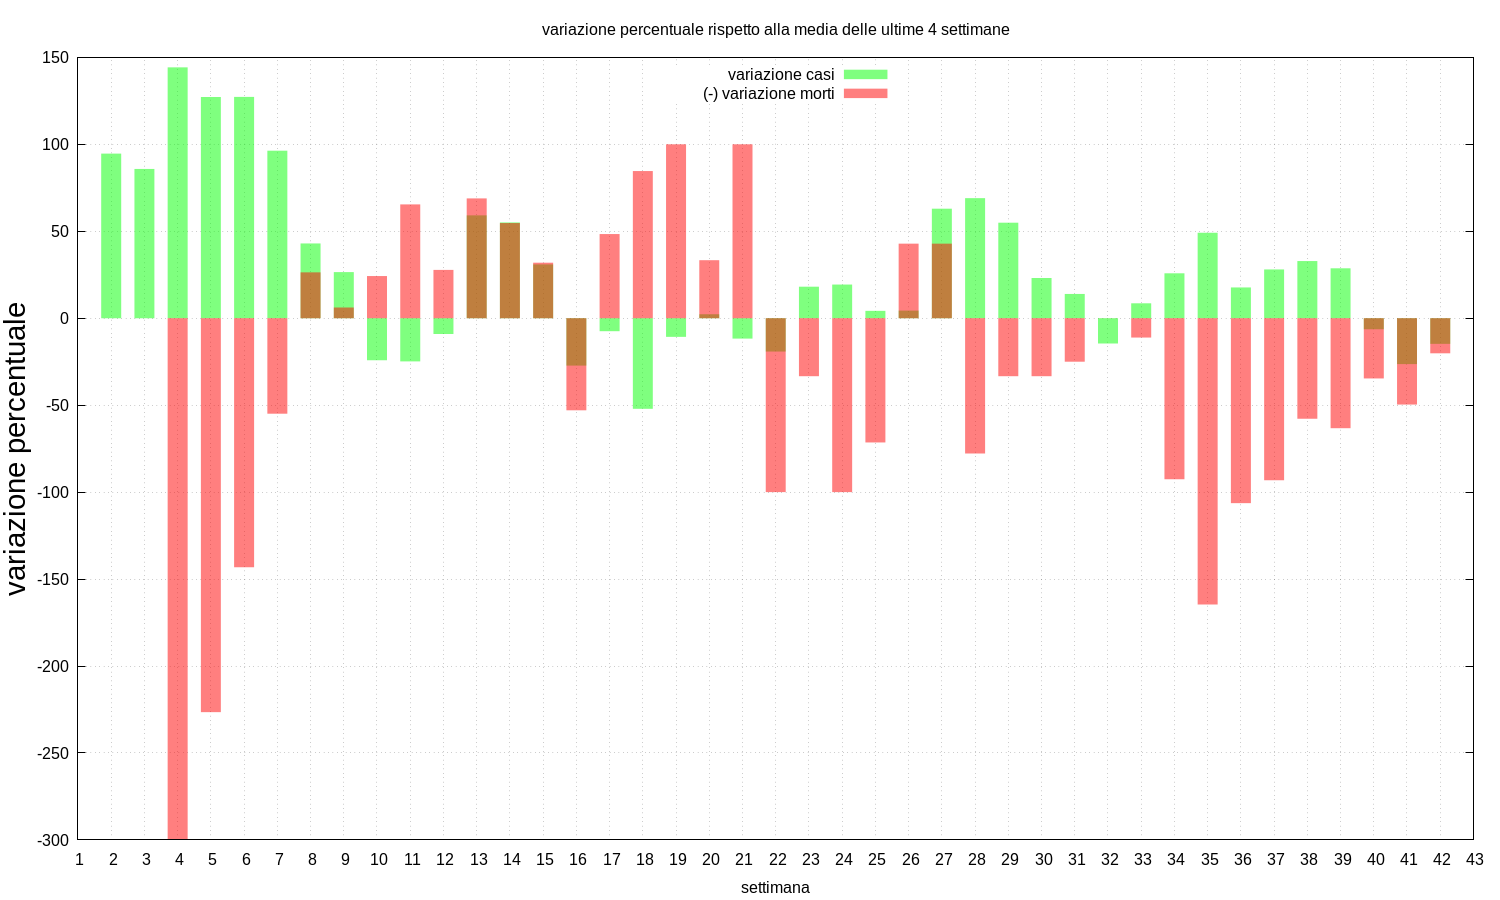 variazione percentuale rispetto alla media delle ultime 4 settimane
variazione casi
(-) variazione morti
variazione percentuale
150
100
50
0
-50
-100
-150
-200
-250
-300
1 2 3 4 5 6 7 8 9 10 11 12 13 14 15 16 17 18 19 20 21 22 23 24 25 26 27 28 29 30 31 32 33 34 35 36 37 38 39 40 41 42 43
settimana